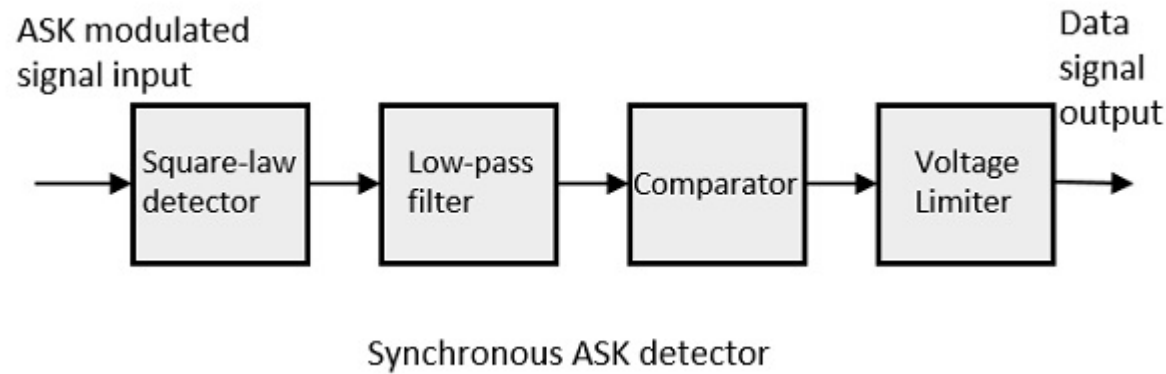 ASK modulated
signal input
Data
signal
output
Square-law
detector
Low-pass
filter
Comparator
Voltage
Limiter
Synchronous ASK detector